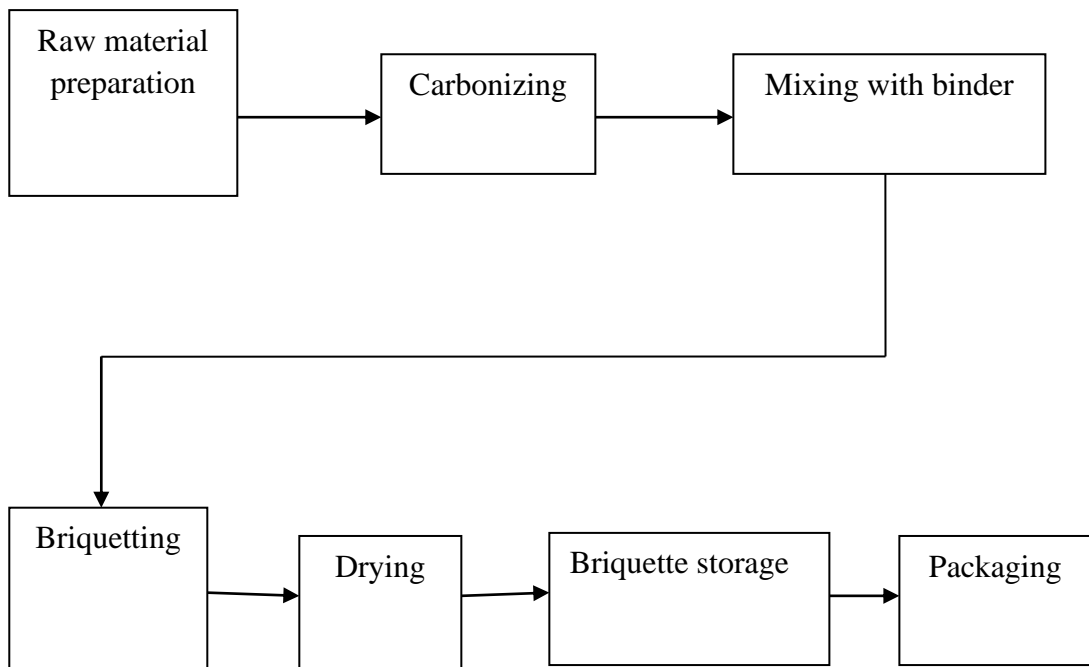 Raw material
preparation
Carbonizing
Mixing with binder
Briquetting
Drying
Briquette storage
Packaging